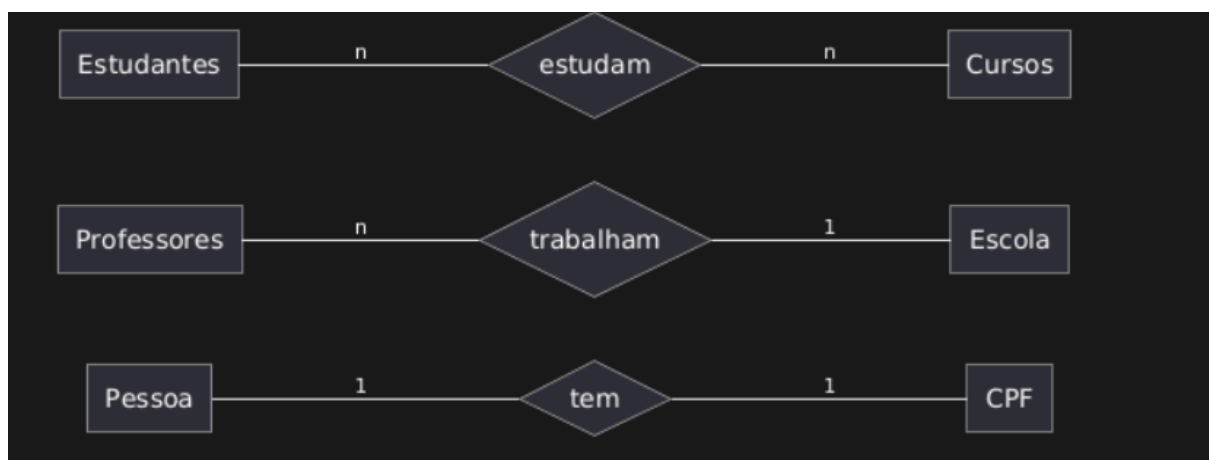 Estudantes n estudam n Cursos
Professores n trabalham 1 Escola
Pessoa 1 tem 1 CPF